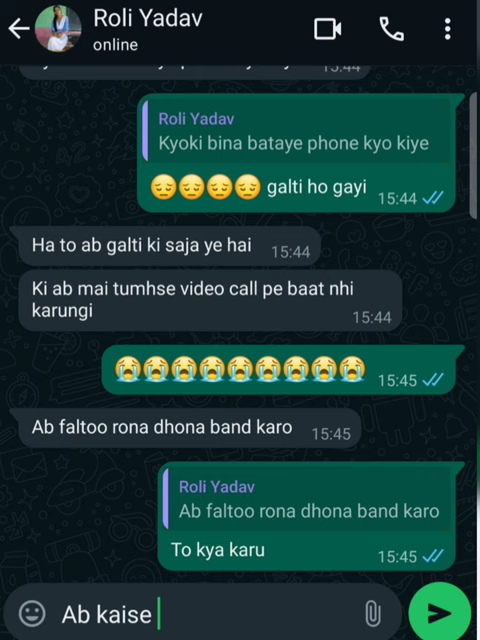 Roli Yadav
online
15:44
Roli Yadav
Kyoki bina bataye phone kyo kiye
😔😔😔😔 galti ho gayi 15:44
Ha to ab galti ki saja ye hai 15:44
Ki ab mai tumhse video call pe baat nhi
karungi 15:44
😭😭😭😭😭😭😭😭😭 15:45
Ab faltoo rona dhona band karo 15:45
Roli Yadav
Ab faltoo rona dhona band karo
To kya karu 15:45
Ab kaise